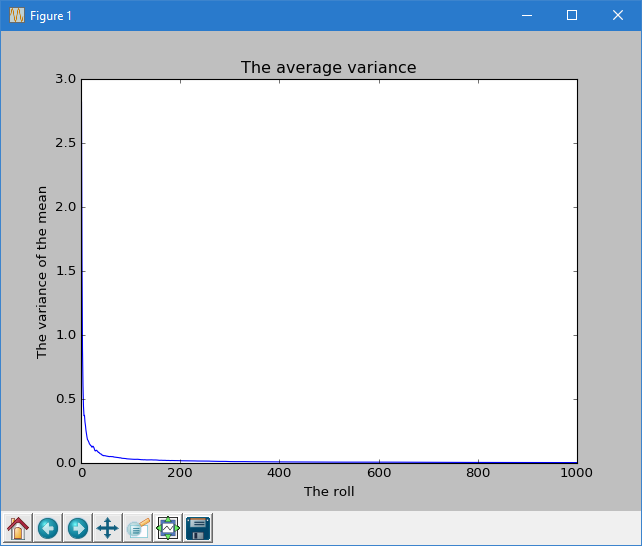 Figure 1
The average variance
3.0
2.5
2.0
1.5
1.0
0.5
0.0
The variance of the mean
0 200 400 600 800 1000
The roll